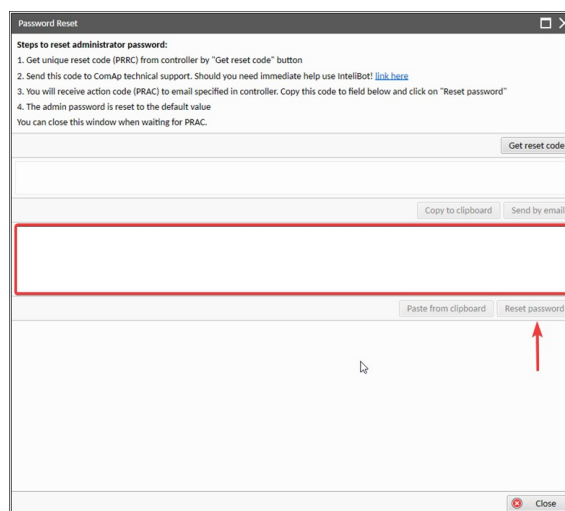 Password Reset
Steps to reset administrator password:
1. Get unique reset code (PRRC) from controller by "Get reset code" button
2. Send this code to ComAp technical support. Should you need immediate help use InteliBot! link here
3. You will receive action code (PRAC) to email specified in controller. Copy this code to field below and click on "Reset password"
4. The admin password is reset to the default value
You can close this window when waiting for PRAC.
Get reset code
Copy to clipboard Send by email
Paste from clipboard Reset password
Close